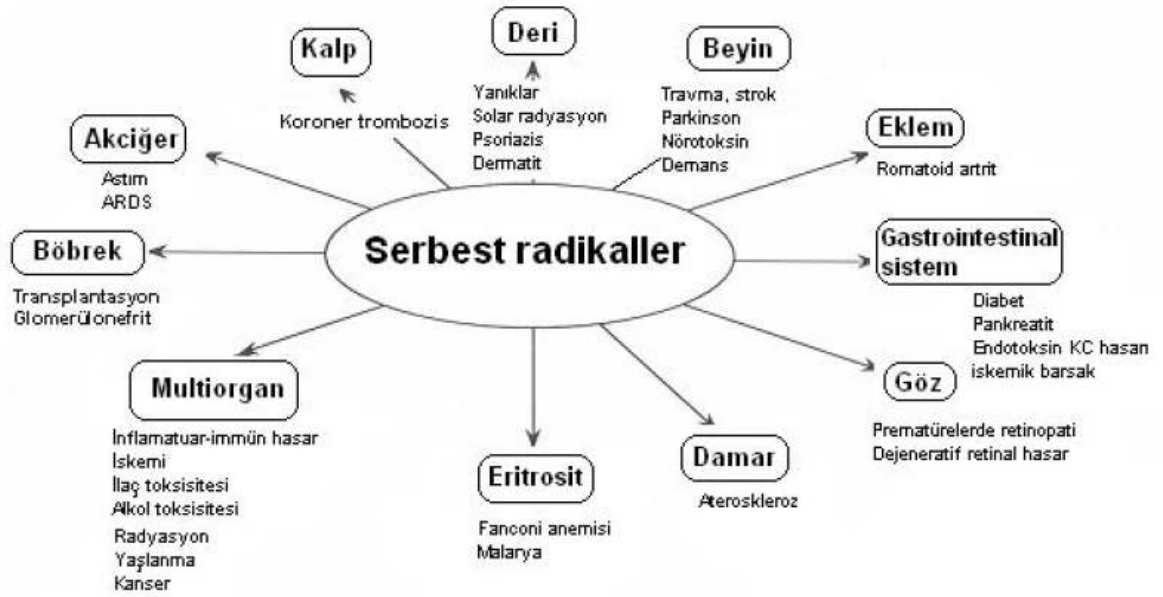 Deri
Kalp
Beyin
Yanıklar
Solar radyasyon
Psoriazis
Dermatit
Travma, strok
Parkinson
Nörotoksin
Demans
Koroner trombozis
Akciğer
Astım
ARDS
Eklem
Romatoid artrit
Serbest radikaller
Böbrek
Transplantasyon
Glomerülonefrit
Gastrointestinal
sistem
Diabet
Pankreatit
Endotoksin KC hasarı
iskemik barsak
Multiorgan
İnflamatuar-immün hasar
İskemi
İlaç toksisitesi
Alkol toksisitesi
Radyasyon
Yaşlanma
Kanser
Göz
Prematürelerde retinopati
Dejeneratif retinal hasar
Eritrosit
Fanconi anemisi
Malarya
Damar
Ateroskleroz